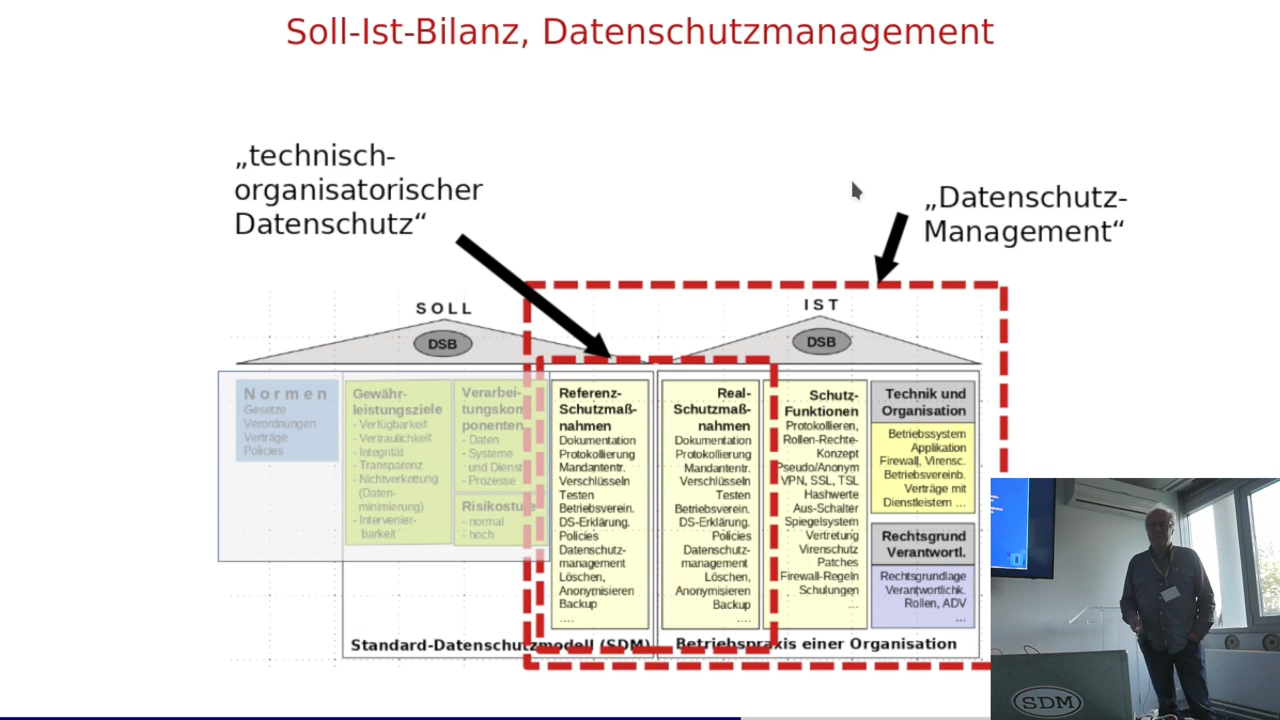 Soll-Ist-Bilanz, Datenschutzmanagement
„technisch-
organisatorischer
Datenschutz“
„Datenschutz-
Management“
SOLL
DSB
IST
DSB
Normen
Gesetze
Verordnungen
Verträge
Policies
Gewähr-
leistungsziele
- Verfügbarkeit
- Vertraulichkeit
- Integrität
- Transparenz
- Nichtverkettung
(Daten-
minimierung)
- Intervenier-
barkeit
Verarbei-
tungskom
ponenten
- Daten
- Systeme
und Dienst
- Prozesse
Risikostu
- normal
- hoch
Referenz-
Schutzmaß-
nahmen
Dokumentation
Protokollierung
Mandantentr.
Verschlüsseln
Testen
Betriebsverein.
DS-Erklärung.
Policies
Datenschutz-
management
Löschen,
Anonymisieren
Backup
....
Real-
Schutzmaß-
nahmen
Dokumentation
Protokollierung
Mandantentr.
Verschlüsseln
Testen
Betriebsverein.
DS-Erklärung.
Policies
Datenschutz-
management
Löschen,
Anonymisieren
Backup
....
Schutz-
Funktionen
Protokollieren,
Rollen-Rechte-
Konzept
Pseudo/Anonym
VPN, SSL, TSL
Hashwerte
Aus-Schalter
Spiegelsystem
Vertretung
Virenschutz
Patches
Firewall-Regeln
Schulungen
...
Technik und
Organisation
Betriebssystem
Applikation
Firewall, Virensc.
Betriebsvereinb.
Verträge mit
Dienstleistern ...
Rechtsgrund
Verantwortl.
Rechtsgrundlage
Verantwortlichk.
Rollen, ADV
...
Standard-Datenschutzmodell (SDM)
Betriebspraxis einer Organisation
SDM